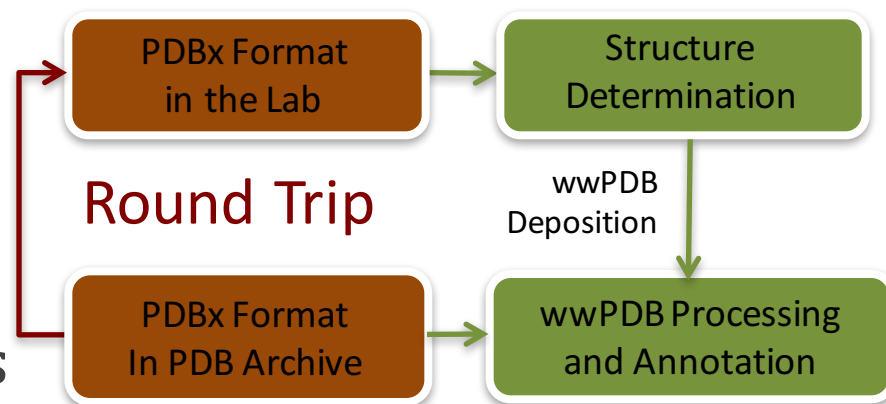 PDBx Format
in the Lab
Structure
Determination
Round Trip
wwPDB
Deposition
PDBx Format
In PDB Archive
wwPDB Processing
and Annotation
s